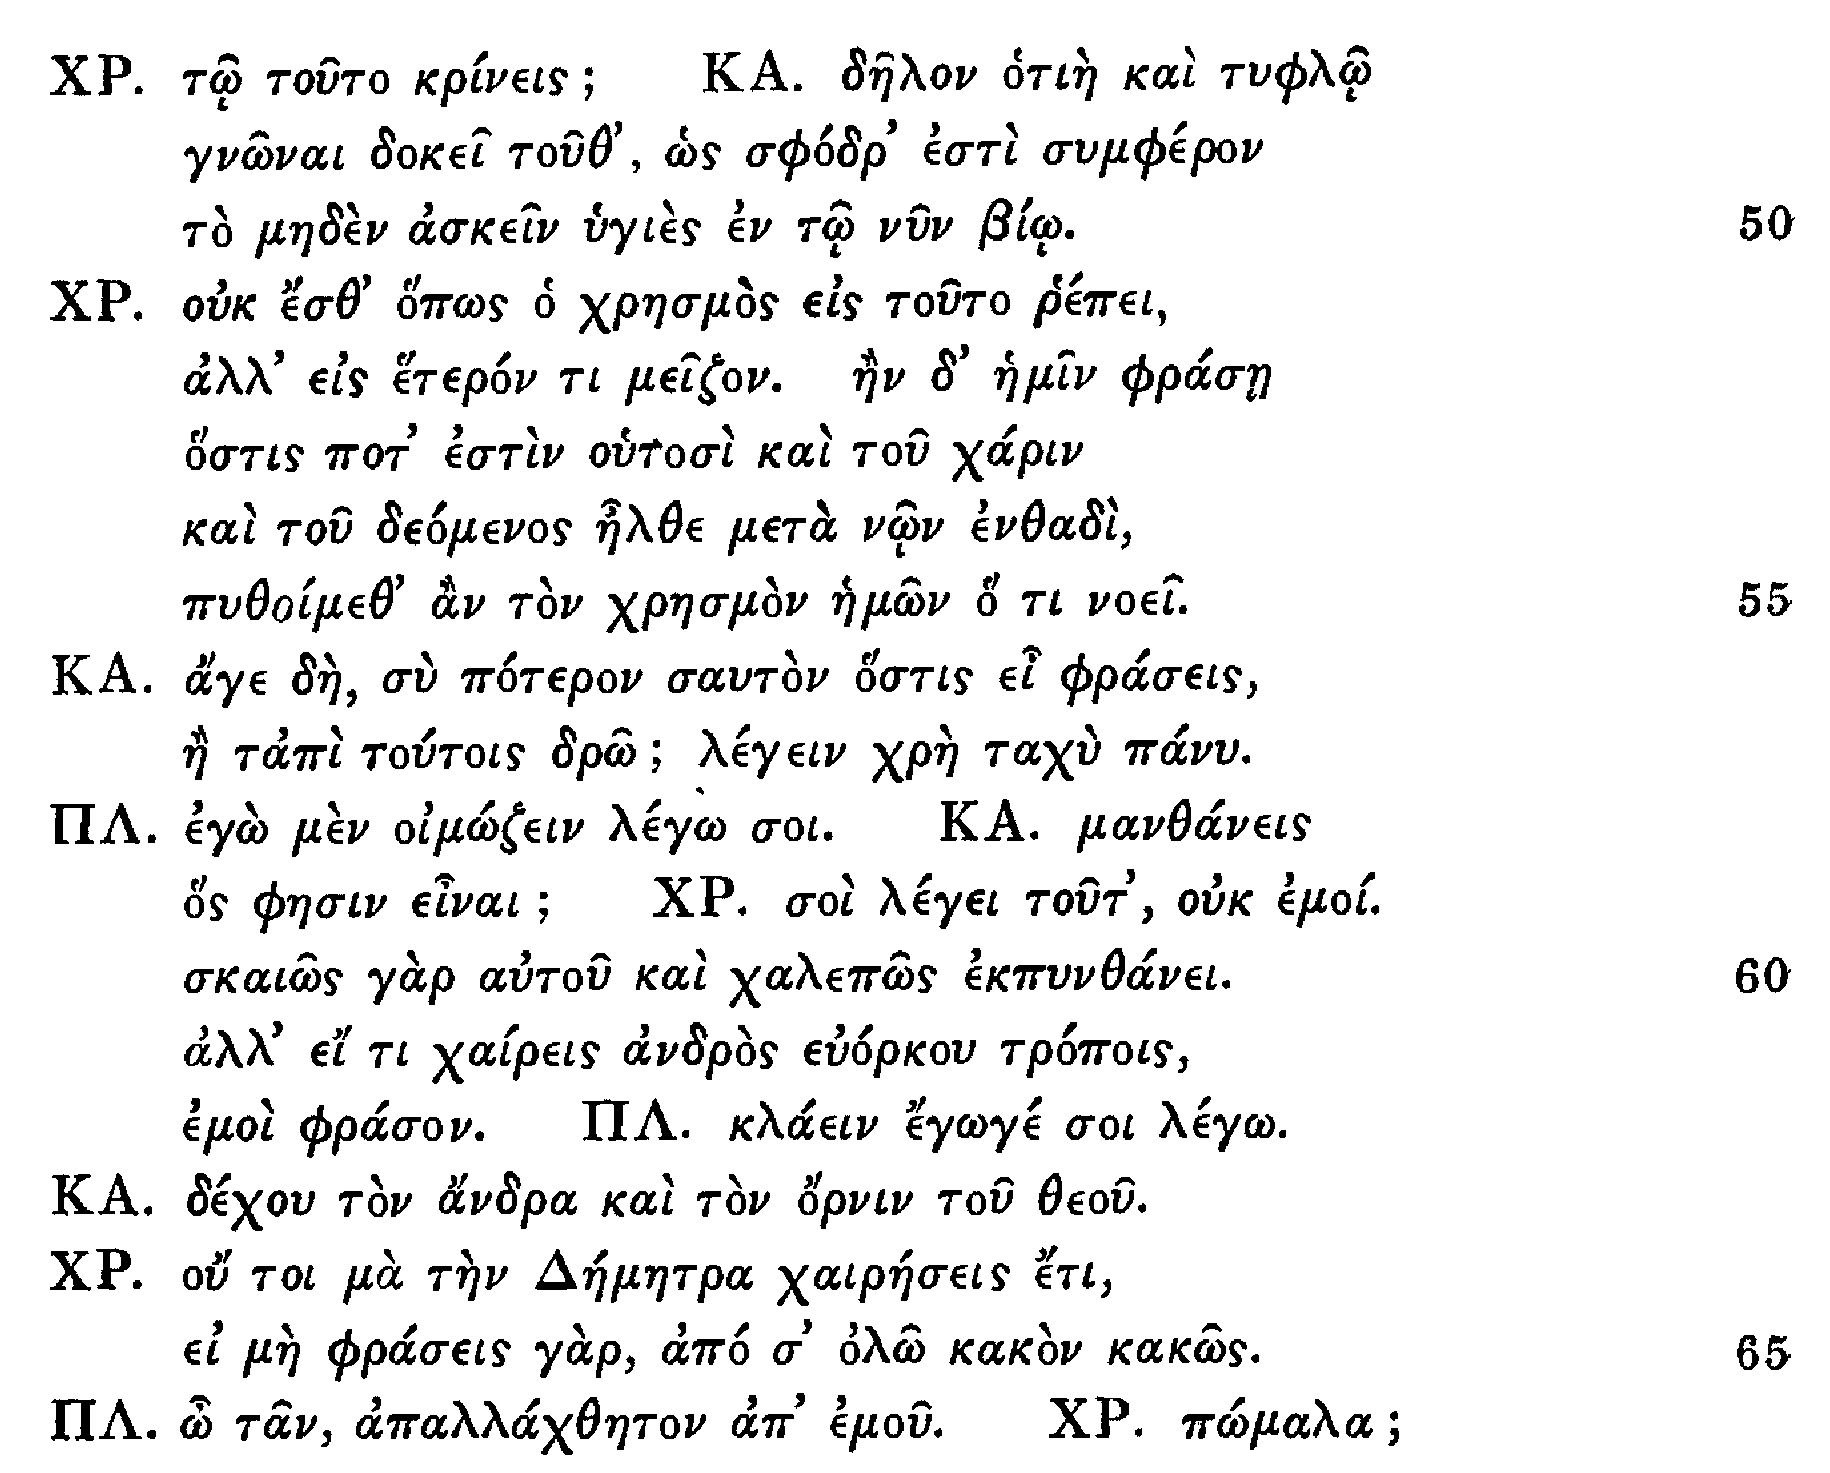 ΧΡ. τῷ τοῦτο κρίνεις ; ΚΑ. δῆλον ὁτιὴ καὶ τυφλῷ
γνῶναι δοκεῖ τοῦθ’, ὡς σφόδρ’ ἐστὶ συμφέρον
τὸ μηδὲν ἀσκεῖν ὑγιὲς ἐν τῷ νῦν βίῳ. 50
ΧΡ. οὐκ ἔσθ’ ὅπως ὁ χρησμὸς εἰς τοῦτο ῥέπει,
ἀλλ’ εἰς ἕτερόν τι μεῖζον. ἢν δ’ ἡμῖν φράσῃ
ὅστις ποτ’ ἐστὶν οὑτοσὶ καὶ τοῦ χάριν
καὶ τοῦ δεόμενος ἦλθε μετὰ νῷν ἐνθαδὶ,
πυθοίμεθ’ ἂν τὸν χρησμὸν ἡμῶν ὅ τι νοεῖ. 55
ΚΑ. ἄγε δὴ, σὺ πότερον σαυτὸν ὅστις εἶ φράσεις,
ἢ τἀπὶ τούτοις δρῶ ; λέγειν χρὴ ταχὺ πάνυ.
ΠΛ. ἐγὼ μὲν οἰμώζειν λέγω σοι. ΚΑ. μανθάνεις
ὅς φησιν εἶναι ; ΧΡ. σοὶ λέγει τοῦτ’, οὐκ ἐμοί.
σκαιῶς γὰρ αὐτοῦ καὶ χαλεπῶς ἐκπυνθάνει. 60
ἀλλ’ εἴ τι χαίρεις ἀνδρὸς εὐόρκου τρόποις,
ἐμοὶ φράσον. ΠΛ. κλάειν ἔγωγέ σοι λέγω.
ΚΑ. δέχου τὸν ἄνδρα καὶ τὸν ὄρνιν τοῦ θεοῦ.
ΧΡ. οὔ τοι μὰ τὴν Δήμητρα χαιρήσεις ἔτι,
εἰ μὴ φράσεις γὰρ, ἀπό σ’ ὀλῶ κακὸν κακῶς. 65
ΠΛ. ὦ τᾶν, ἀπαλλάχθητον ἀπ’ ἐμοῦ. ΧΡ. πώμαλα ;